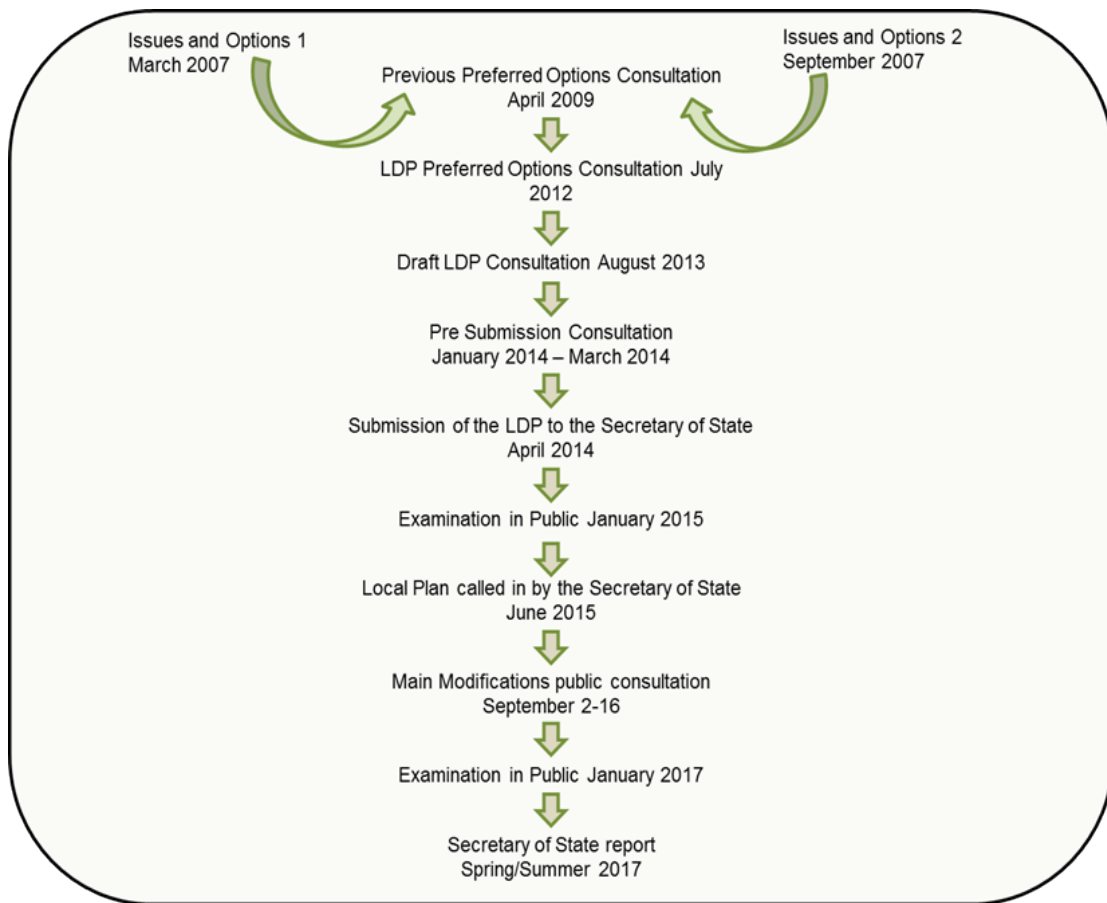 Issues and Options 1
March 2007
Issues and Options 2
September 2007
Previous Preferred Options Consultation
April 2009
LDP Preferred Options Consultation July
2012
Draft LDP Consultation August 2013
Pre Submission Consultation
January 2014 – March 2014
Submission of the LDP to the Secretary of State
April 2014
Examination in Public January 2015
Local Plan called in by the Secretary of State
June 2015
Main Modifications public consultation
September 2-16
Examination in Public January 2017
Secretary of State report
Spring/Summer 2017